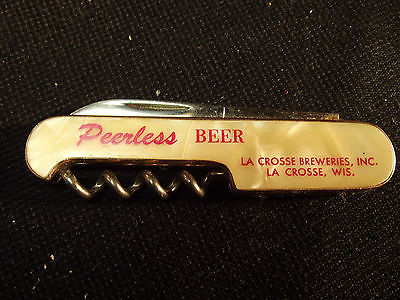 Peerless BEER
LA CROSSE BREWERIES, INC.
LA CROSSE, WIS.